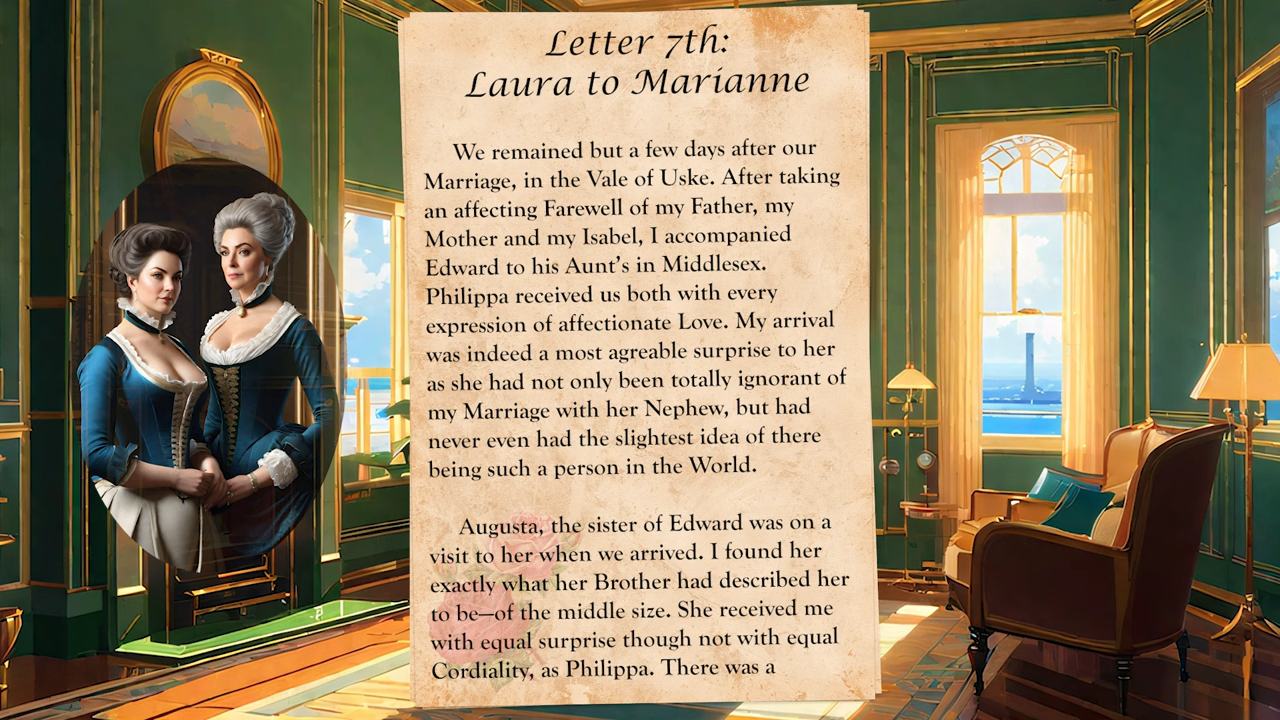 Letter 7th:
Laura to Marianne
We remained but a few days after our
Marriage, in the Vale of Uske. After taking
an affecting Farewell of my Father, my
Mother and my Isabel, I accompanied
Edward to his Aunt's in Middlesex.
Philippa received us both with every
expression of affectionate Love. My arrival
was indeed a most agreable surprise to her
as she had not only been totally ignorant of
my Marriage with her Nephew, but had
never even had the slightest idea of there
being such a person in the World.
Augusta, the sister of Edward was on a
visit to her when we arrived. I found her
exactly what her Brother had described her
to be—of the middle size. She received me
with equal surprise though not with equal
Cordiality, as Philippa. There was a